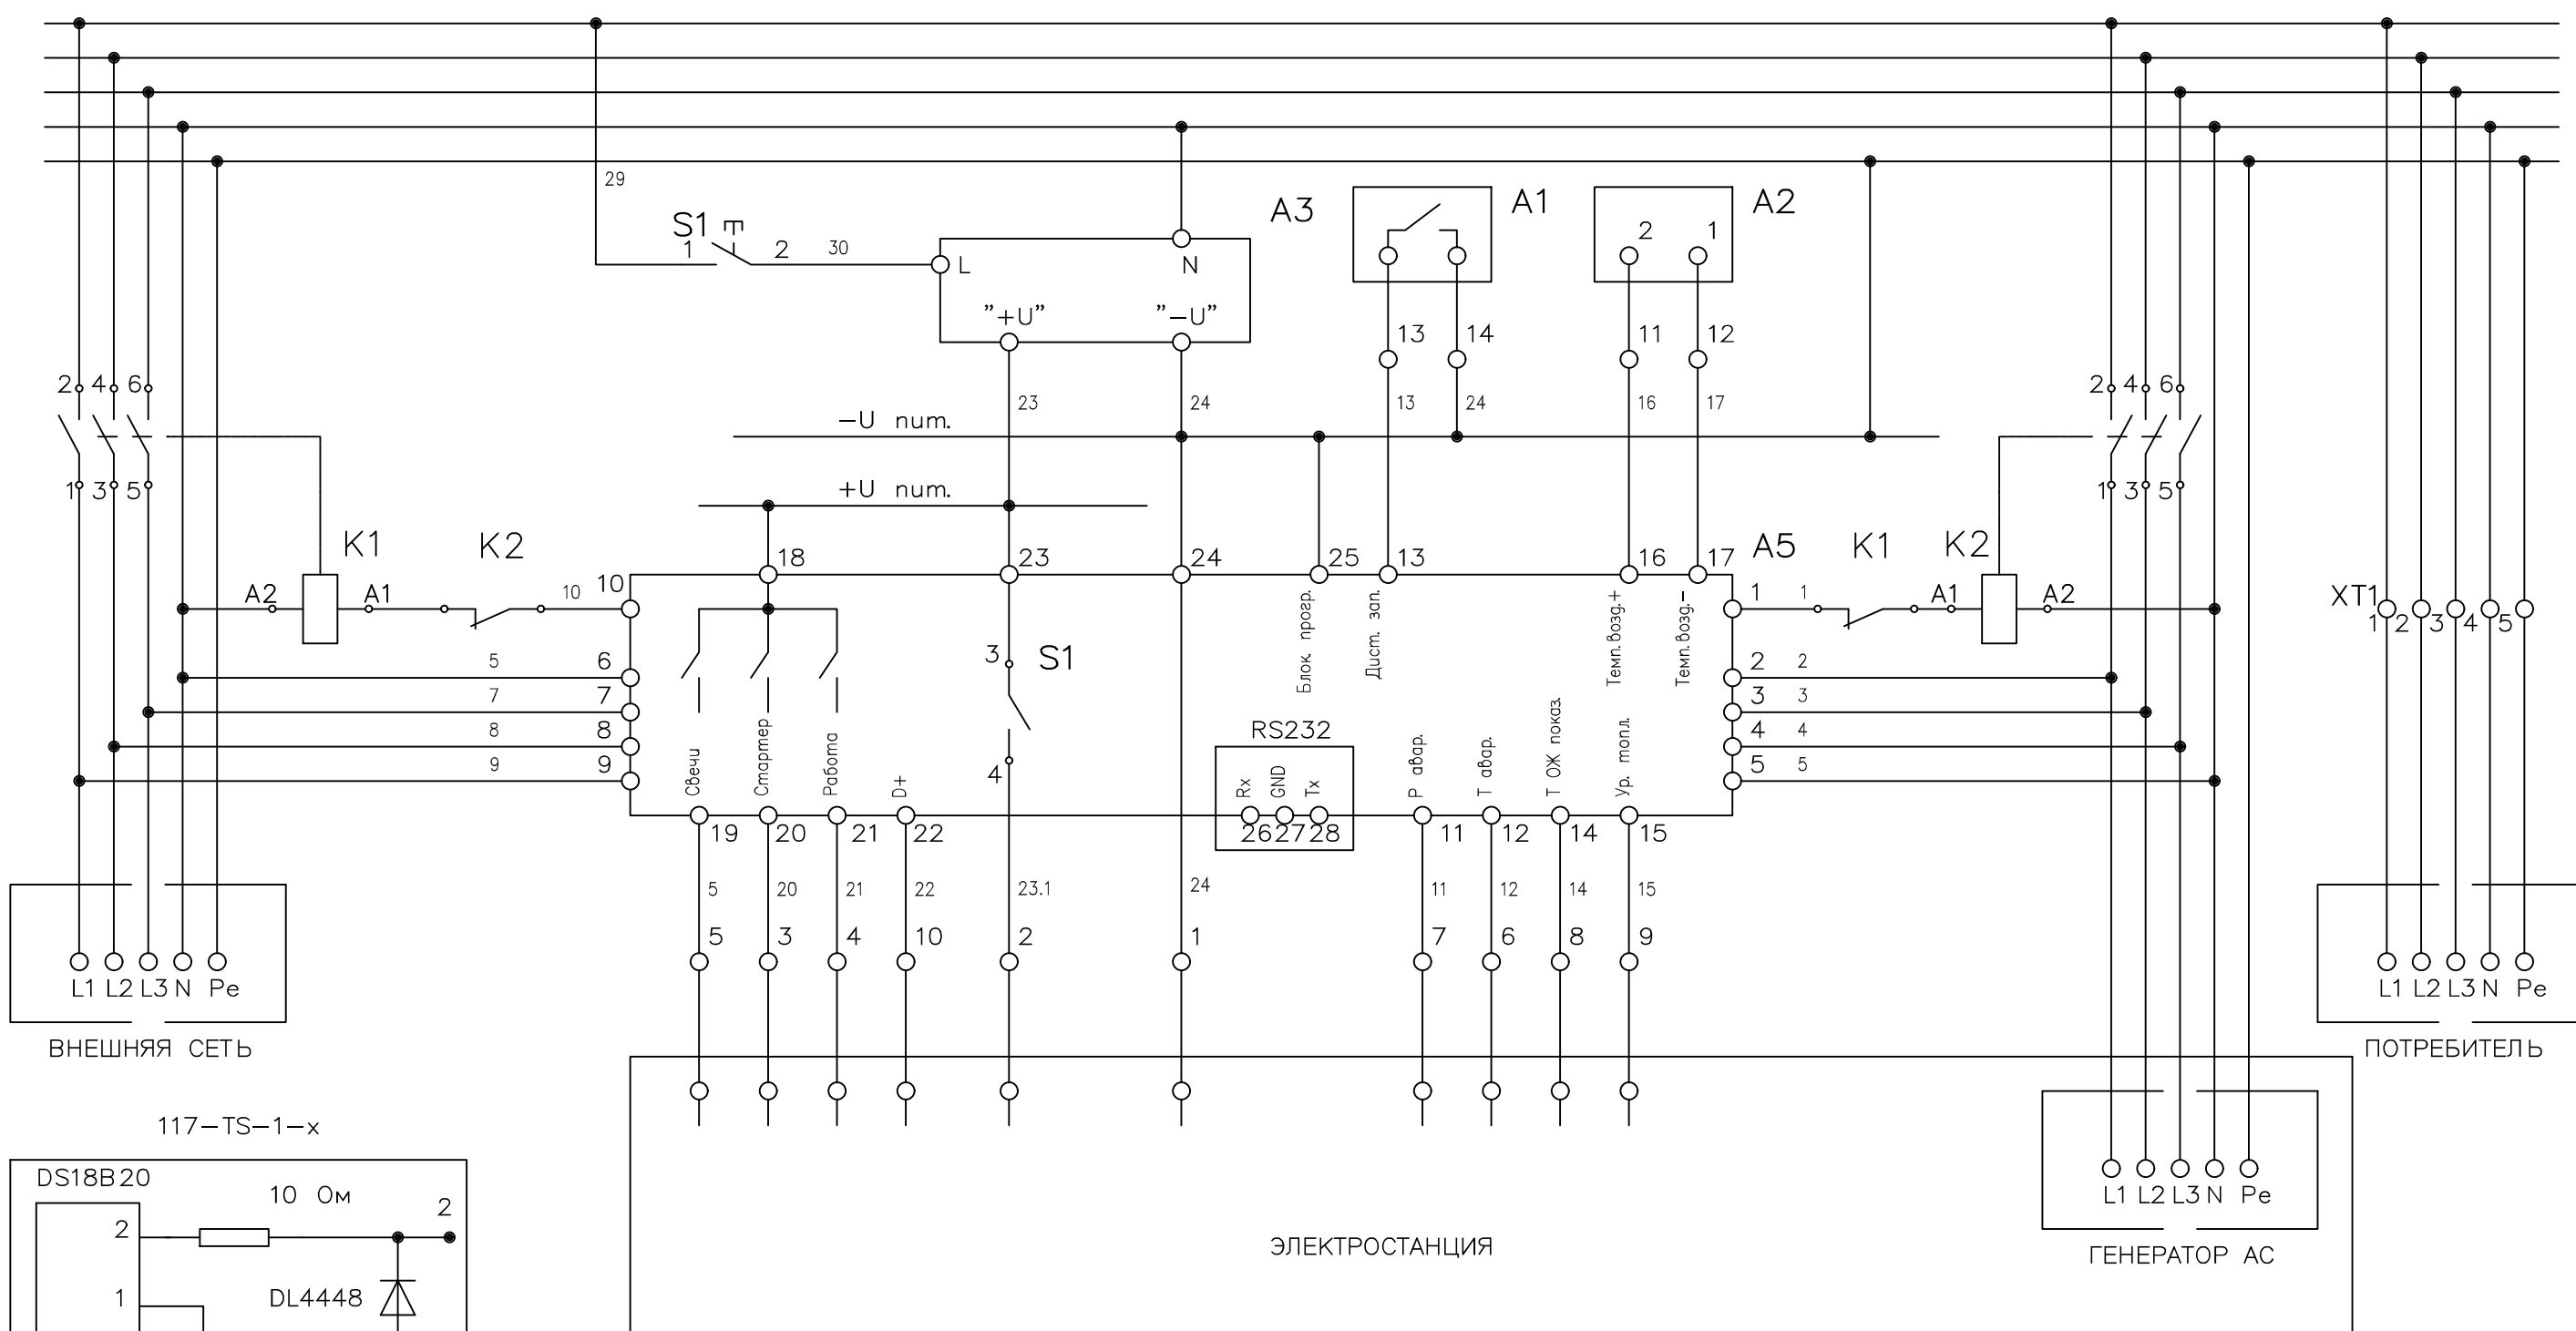 29
S1
1
2
30
A3
L
N
"+U"
"−U"
A1
A2
2
1
13
14
11
12
23
24
13
24
16
17
−U пит.
+U пит.
2
4
6
1
3
5
2
4
6
1
3
5
K1
K2
A2
A1
10
10
18
23
24
25
13
16
17
A5
K1
K2
1
1
A1
A2
XT1
1
2
3
4
5
5
6
7
7
8
8
9
9
Блок. прогр.
Дист. зап.
Темп.возд.+
Темп.возд.-
3
S1
4
2
2
3
3
4
4
5
5
Свечи
Стартер
Работа
D+
RS232
Rx
GND
Tx
Р авар.
Т авар.
Т ОЖ показ.
Ур. топл.
19
20
21
22
26
27
28
11
12
14
15
5
20
21
22
23.1
24
11
12
14
15
5
3
4
10
2
1
7
6
8
9
L1 L2 L3 N Pe
ВНЕШНЯЯ СЕТЬ
L1 L2 L3 N Pe
ПОТРЕБИТЕЛЬ
L1 L2 L3 N Pe
ГЕНЕРАТОР АС
ЭЛЕКТРОСТАНЦИЯ
117−TS−1−x
DS18B20
10 Ом
2
2
1
DL4448